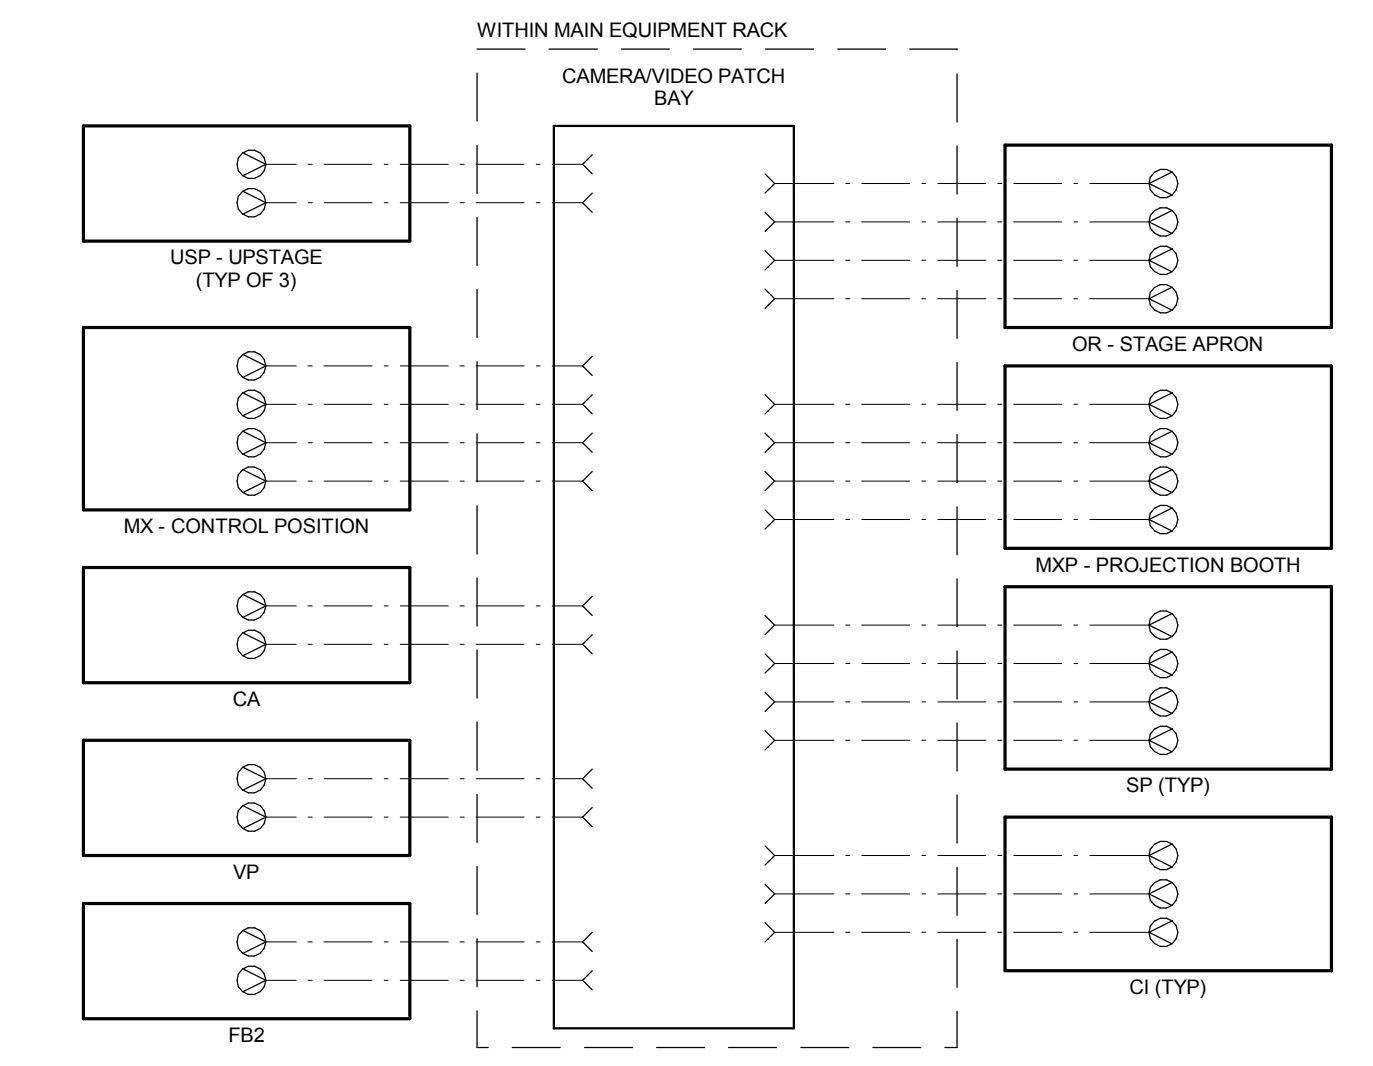 WITHIN MAIN EQUIPMENT RACK
CAMERA/VIDEO PATCH
BAY
USP - UPSTAGE
(TYP OF 3)
MX - CONTROL POSITION
CA
VP
FB2
OR - STAGE APRON
MXP - PROJECTION BOOTH
SP (TYP)
CI (TYP)